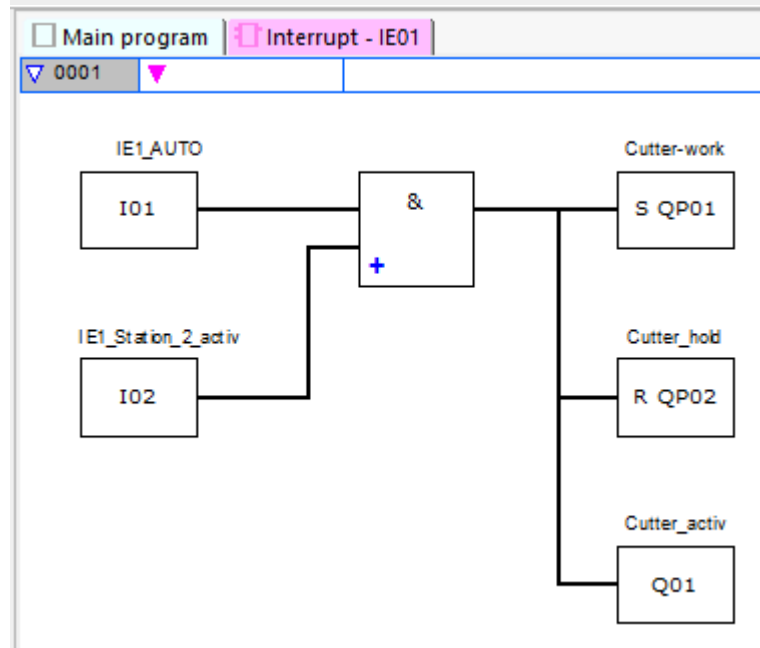 Main program
Interrupt - IE01
0001
IE1_AUTO
Cutter-work
I01
&
S QP01
+
IE1_Station_2_activ
Cutter_hold
I02
R QP02
Cutter_activ
Q01